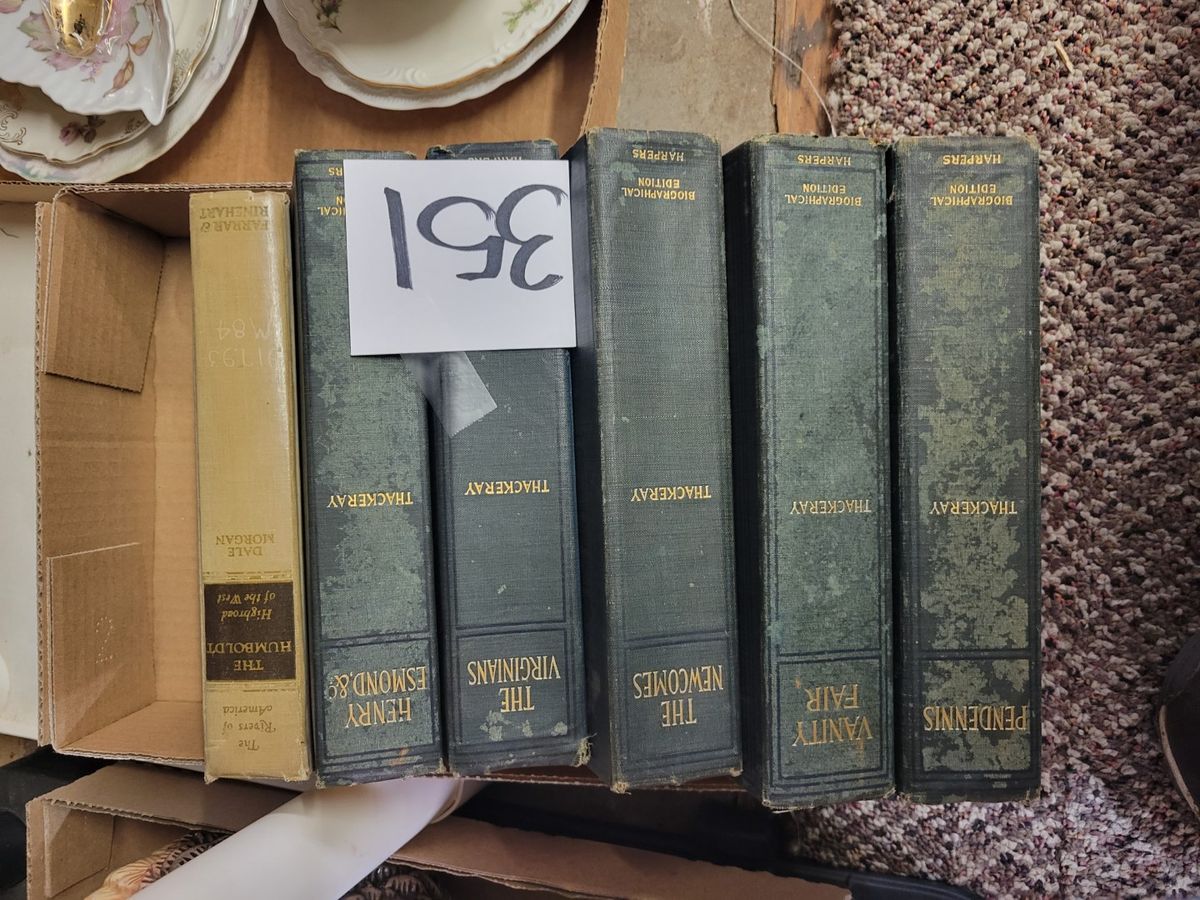 PENDENNIS
THACKERAY
BIOGRAPHICAL
EDITION
HARPERS
VANITY
FAIR,
THACKERAY
BIOGRAPHICAL
EDITION
HARPERS
THE
NEWCOMES
THACKERAY
BIOGRAPHICAL
EDITION
HARPERS
THE
VIRGINIANS
THACKERAY
HARPERS
351
HENRY
ESMOND,&c
THACKERAY
The
Rivers of
America
THE
HUMBOLDT
Highroad
of the West
DALE
MORGAN
M84
FARRAR &
RINEHART